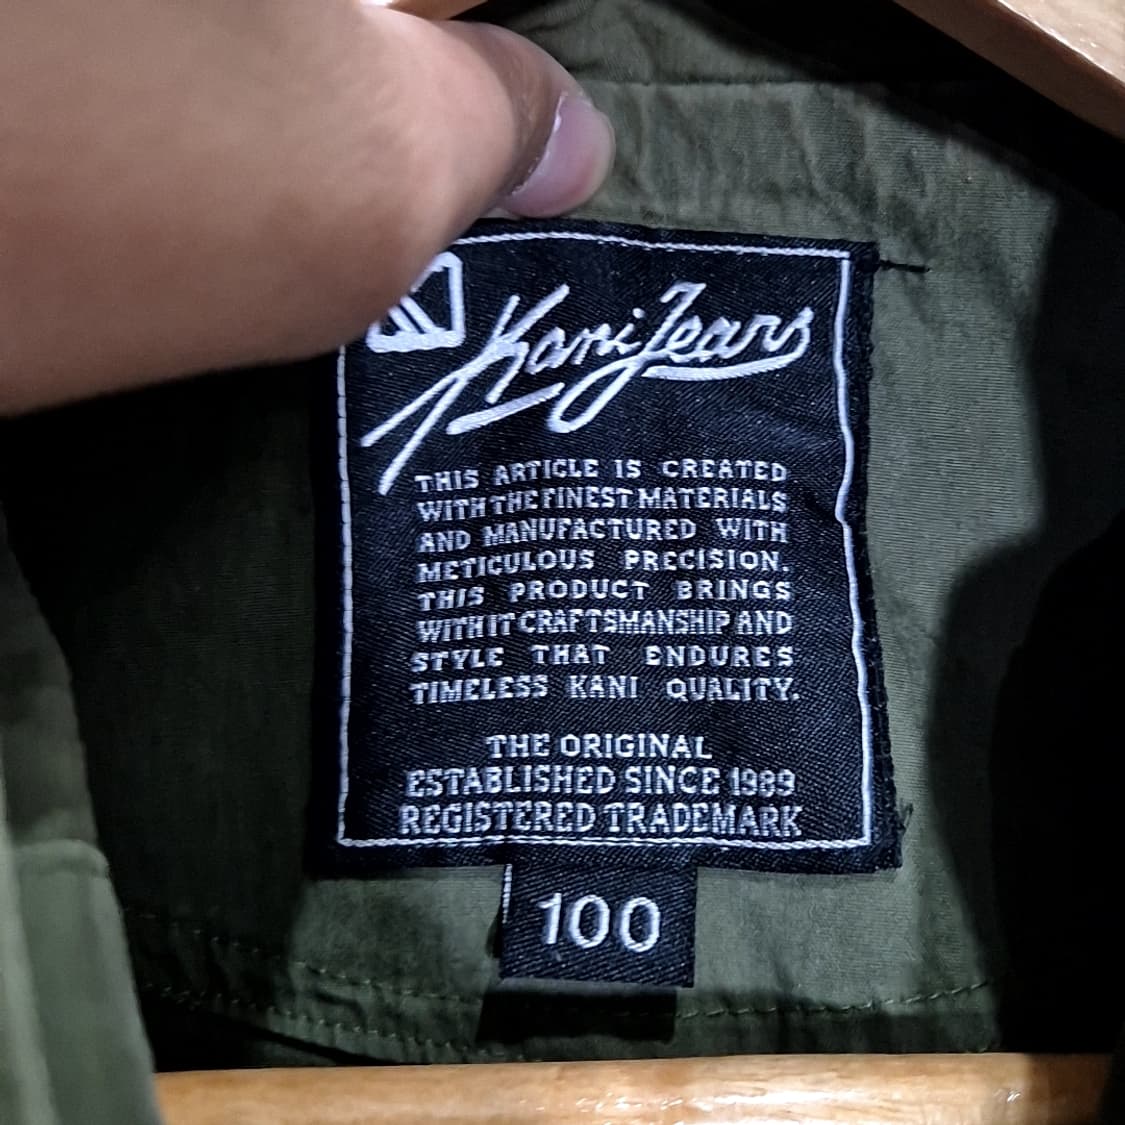 Kani Jeans
THIS ARTICLE IS CREATED
WITH THE FINEST MATERIALS
AND MANUFACTURED WITH
METICULOUS PRECISION.
THIS PRODUCT BRINGS
WITH IT CRAFTSMANSHIP AND
STYLE THAT ENDURES
TIMELESS KANI QUALITY.
THE ORIGINAL
ESTABLISHED SINCE 1989
REGISTERED TRADEMARK
100